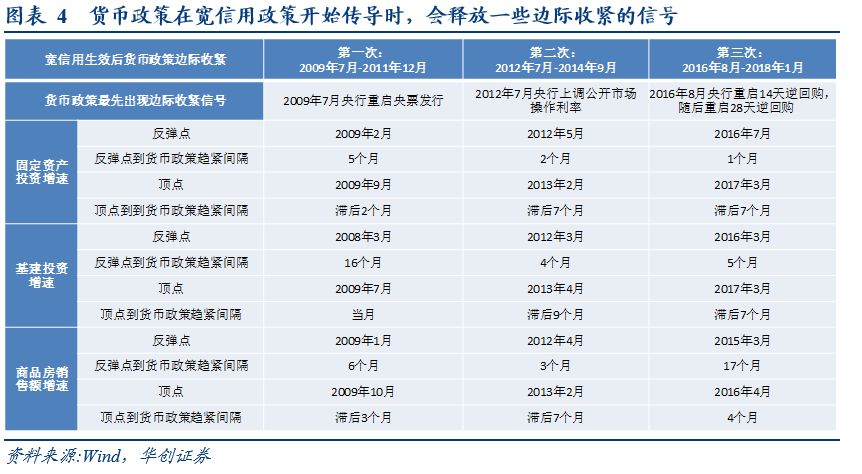 图表 4 货币政策在宽信用政策开始传导时，会释放一些边际收紧的信号
宽信用生效后货币政策边际收紧 第一次： 第二次： 第三次：
2009年7月-2011年12月 2012年7月-2014年9月 2016年8月-2018年1月
货币政策最先出现边际收紧信号 2009年7月央行重启央票发行 2012年7月央行上调公开市场 2016年8月央行重启14天逆回购，
操作利率 随后重启28天逆回购
固定资产
投资增速
反弹点 2009年2月 2012年5月 2016年7月
反弹点到货币政策趋紧间隔 5个月 2个月 1个月
顶点 2009年9月 2013年2月 2017年3月
顶点到到货币政策趋紧间隔 滞后2个月 滞后7个月 滞后7个月
基建投资
增速
反弹点 2008年3月 2012年3月 2016年3月
反弹点到货币政策趋紧间隔 16个月 4个月 5个月
顶点 2009年7月 2013年4月 2017年3月
顶点到货币政策趋紧间隔 当月 滞后9个月 滞后7个月
商品房销
售额增速
反弹点 2009年1月 2012年4月 2015年3月
反弹点到货币政策趋紧间隔 6个月 3个月 17个月
顶点 2009年10月 2013年2月 2016年4月
顶点到货币政策趋紧间隔 滞后3个月 滞后7个月 4个月
资料来源:Wind，华创证券